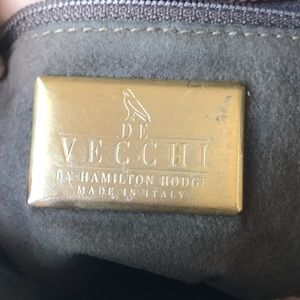 DE
VECCHI
BY HAMILTON HODGE
MADE IN ITALY